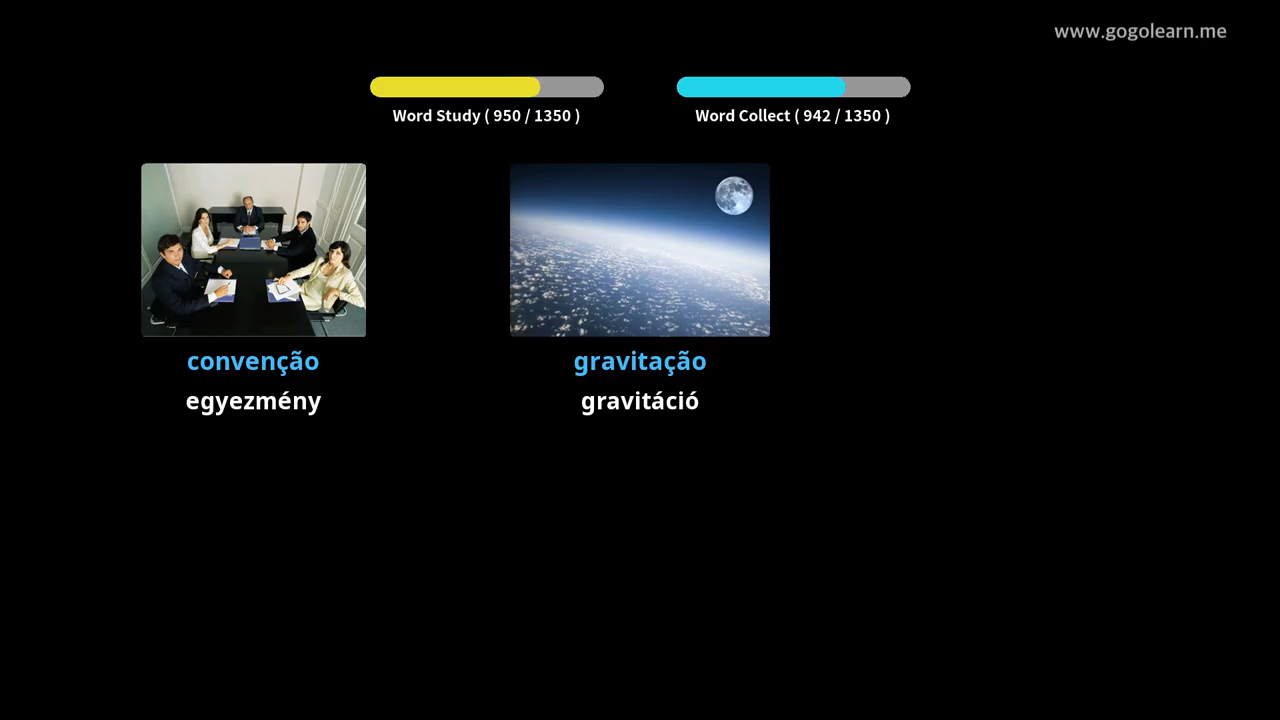 www.gogolearn.me
Word Study ( 950 / 1350 )
Word Collect ( 942 / 1350 )
convenção
gravitação
egyezmény
gravitáció